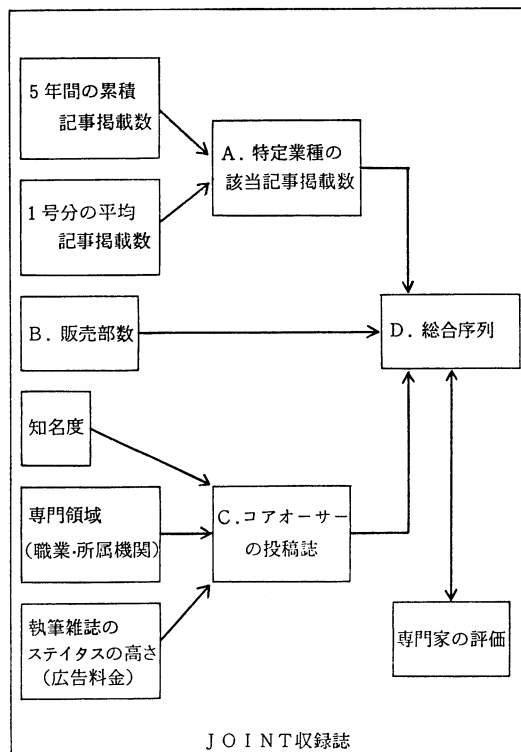 5年間の累積
記事掲載数
A．特定業種の
該当記事掲載数
1号分の平均
記事掲載数
B．販売部数
D．総合序列
知名度
専門領域
(職業・所属機関)
C．コアオーサー
の投稿誌
執筆雑誌の
ステイタスの高さ
(広告料金)
専門家の評価
JOINT収録誌